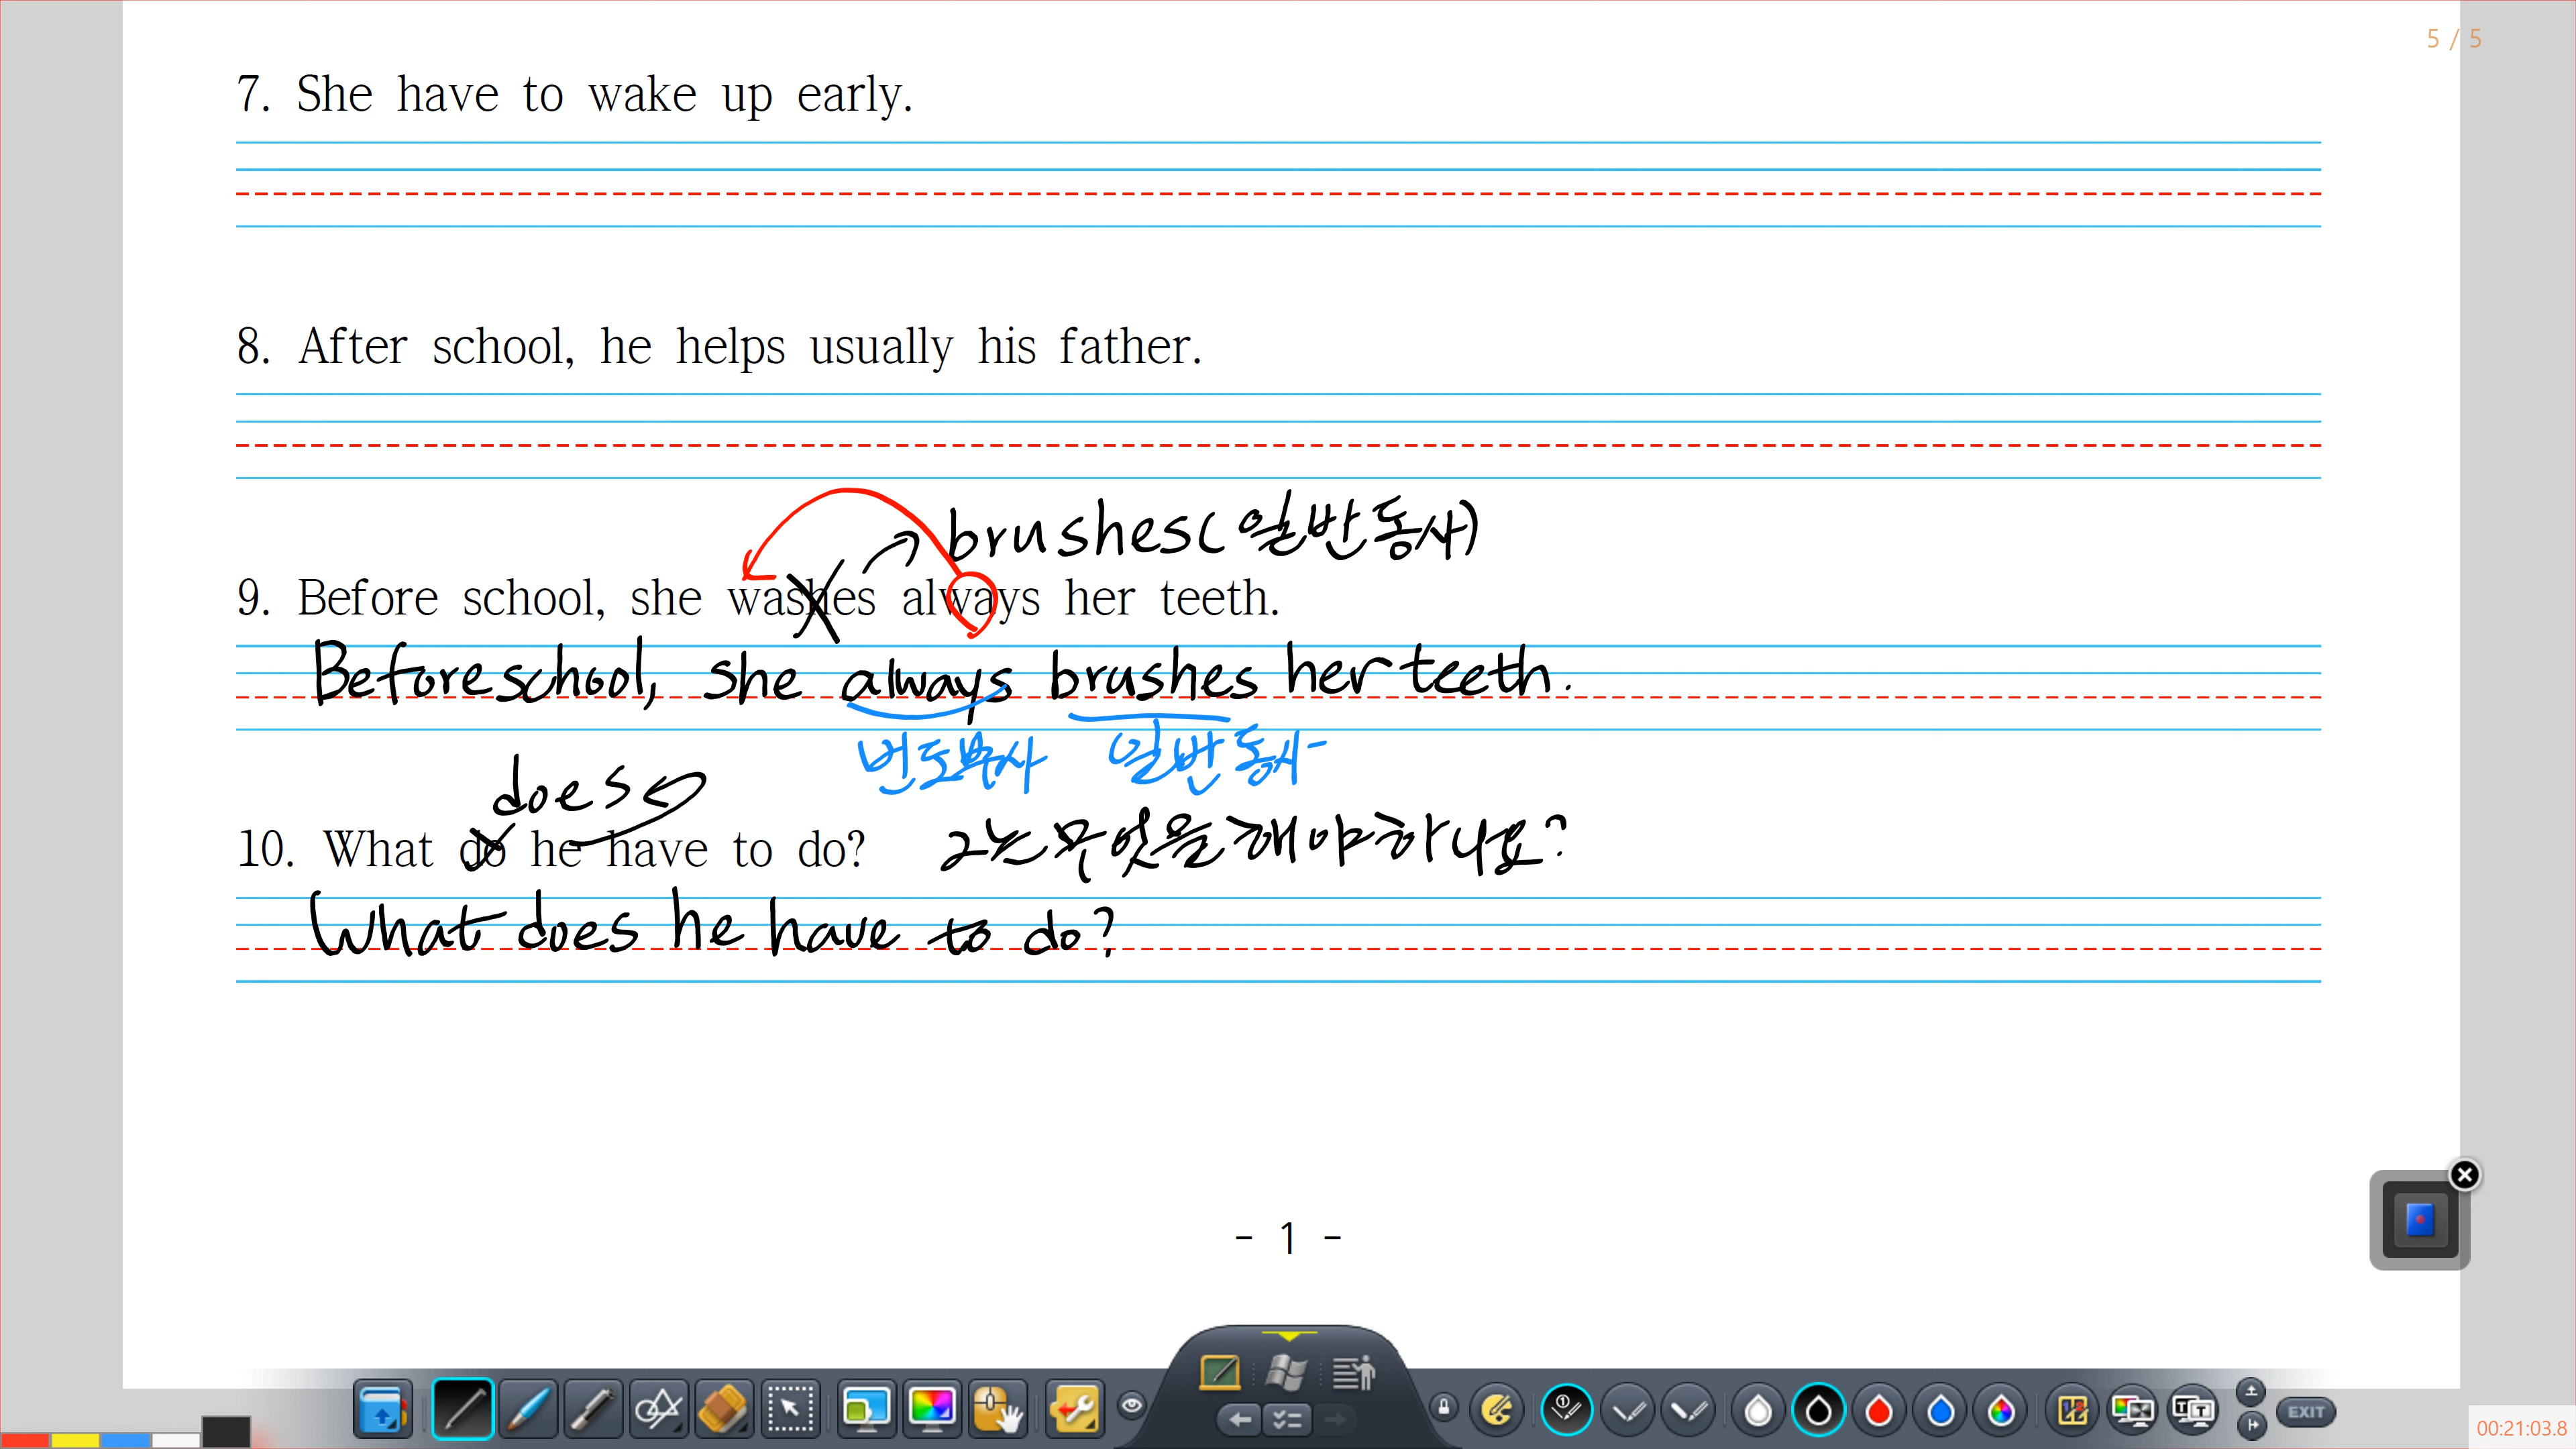 5 / 5
7. She have to wake up early.
8. After school, he helps usually his father.
brushes(일반동사)
9. Before school, she washes always her teeth.
Before school, she always brushes her teeth.
빈도부사 일반동사
does
10. What do he have to do? 그는 무엇을 해야 하나요?
What does he have to do?
- 1 -
EXIT
00:21:03.8